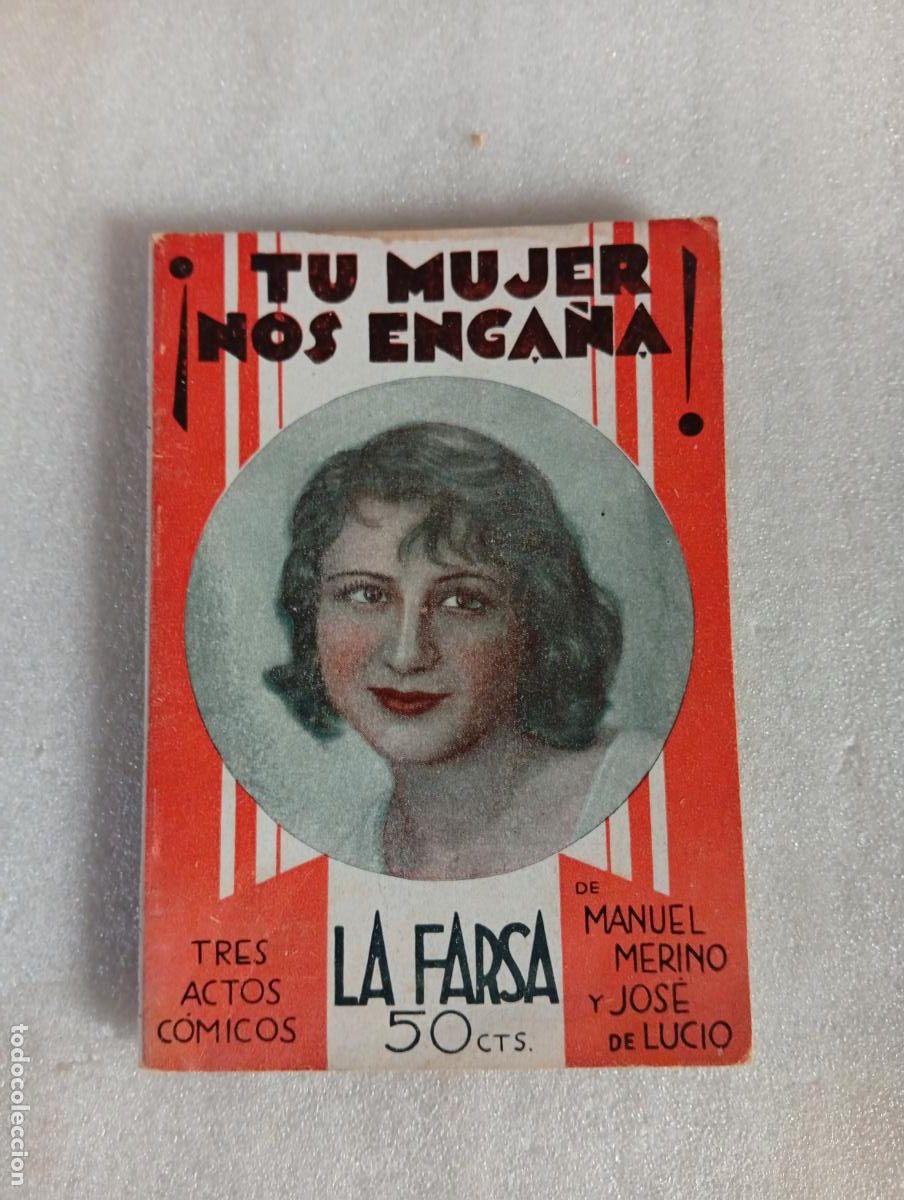 ¡TU MUJER
NOS ENGAÑA!
TRES
ACTOS
CÓMICOS
LA FARSA
50 CTS.
DE
MANUEL
MERINO
Y JOSÉ
DE LUCIO
todocoleccion